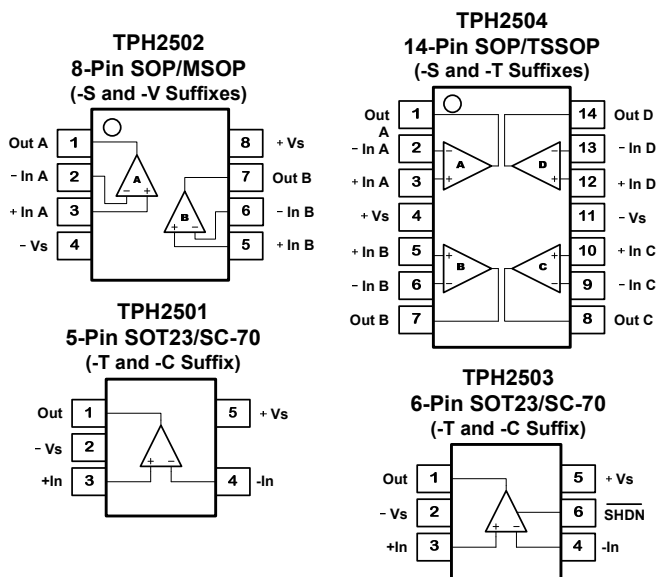 TPH2502
8-Pin SOP/MSOP
(-S and -V Suffixes)
Out A 1 8 + Vs
A
– In A 2 7 Out B
+ In A 3 B 6 – In B
– + + –
– Vs 4 5 + In B
TPH2504
14-Pin SOP/TSSOP
(-S and -T Suffixes)
Out A 1 14 Out D
– In A 2 – – 13 – In D
A D
+ In A 3 + + 12 + In D
+ Vs 4 11 – Vs
+ In B 5 + + 10 + In C
B C
– In B 6 – – 9 – In C
Out B 7 8 Out C
TPH2501
5-Pin SOT23/SC-70
(-T and -C Suffix)
Out 1 5 + Vs
– Vs 2
+ –
+In 3 4 -In
TPH2503
6-Pin SOT23/SC-70
(-T and -C Suffix)
Out 1 5 + Vs
– Vs 2 6 SHDN
+ –
+In 3 4 -In